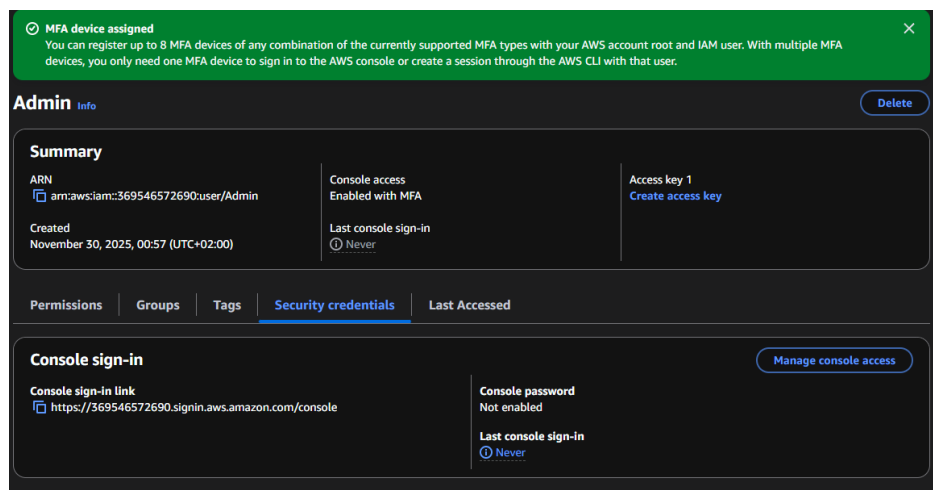 MFA device assigned
You can register up to 8 MFA devices of any combination of the currently supported MFA types with your AWS account root and IAM user. With multiple MFA
devices, you only need one MFA device to sign in to the AWS console or create a session through the AWS CLI with that user.
Admin Info
Delete
Summary
ARN
arn:aws:iam::369546572690:user/Admin
Created
November 30, 2025, 00:57 (UTC+02:00)
Console access
Enabled with MFA
Last console sign-in
Never
Access key 1
Create access key
Permissions
Groups
Tags
Security credentials
Last Accessed
Console sign-in
Manage console access
Console sign-in link
https://369546572690.signin.aws.amazon.com/console
Console password
Not enabled
Last console sign-in
Never